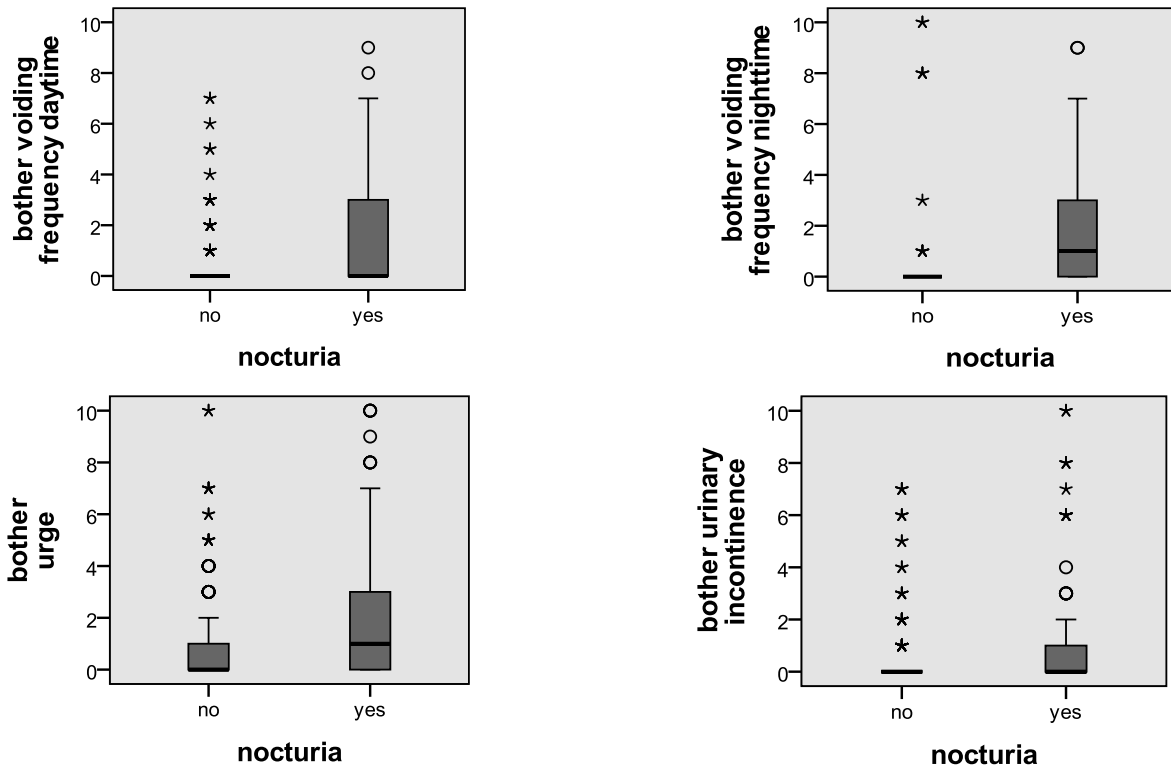 bother voiding
frequency daytime
10
8
6
4
2
0
no
yes
nocturia
bother voiding
frequency nighttime
10
8
6
4
2
0
no
yes
nocturia
bother
urge
10
8
6
4
2
0
no
yes
nocturia
bother urinary
incontinence
10
8
6
4
2
0
no
yes
nocturia